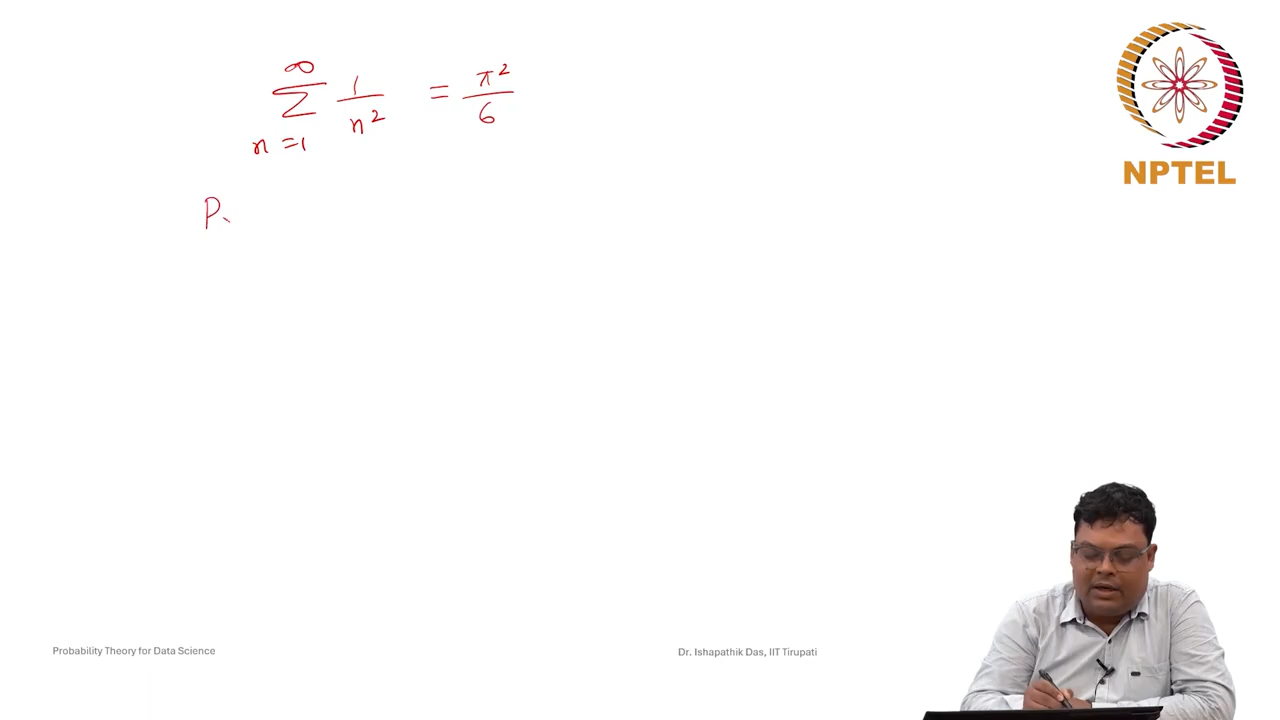 ∞
Σ 1/n² = π²/6
n=1
P
NPTEL
Probability Theory for Data Science
Dr. Ishapathik Das, IIT Tirupati